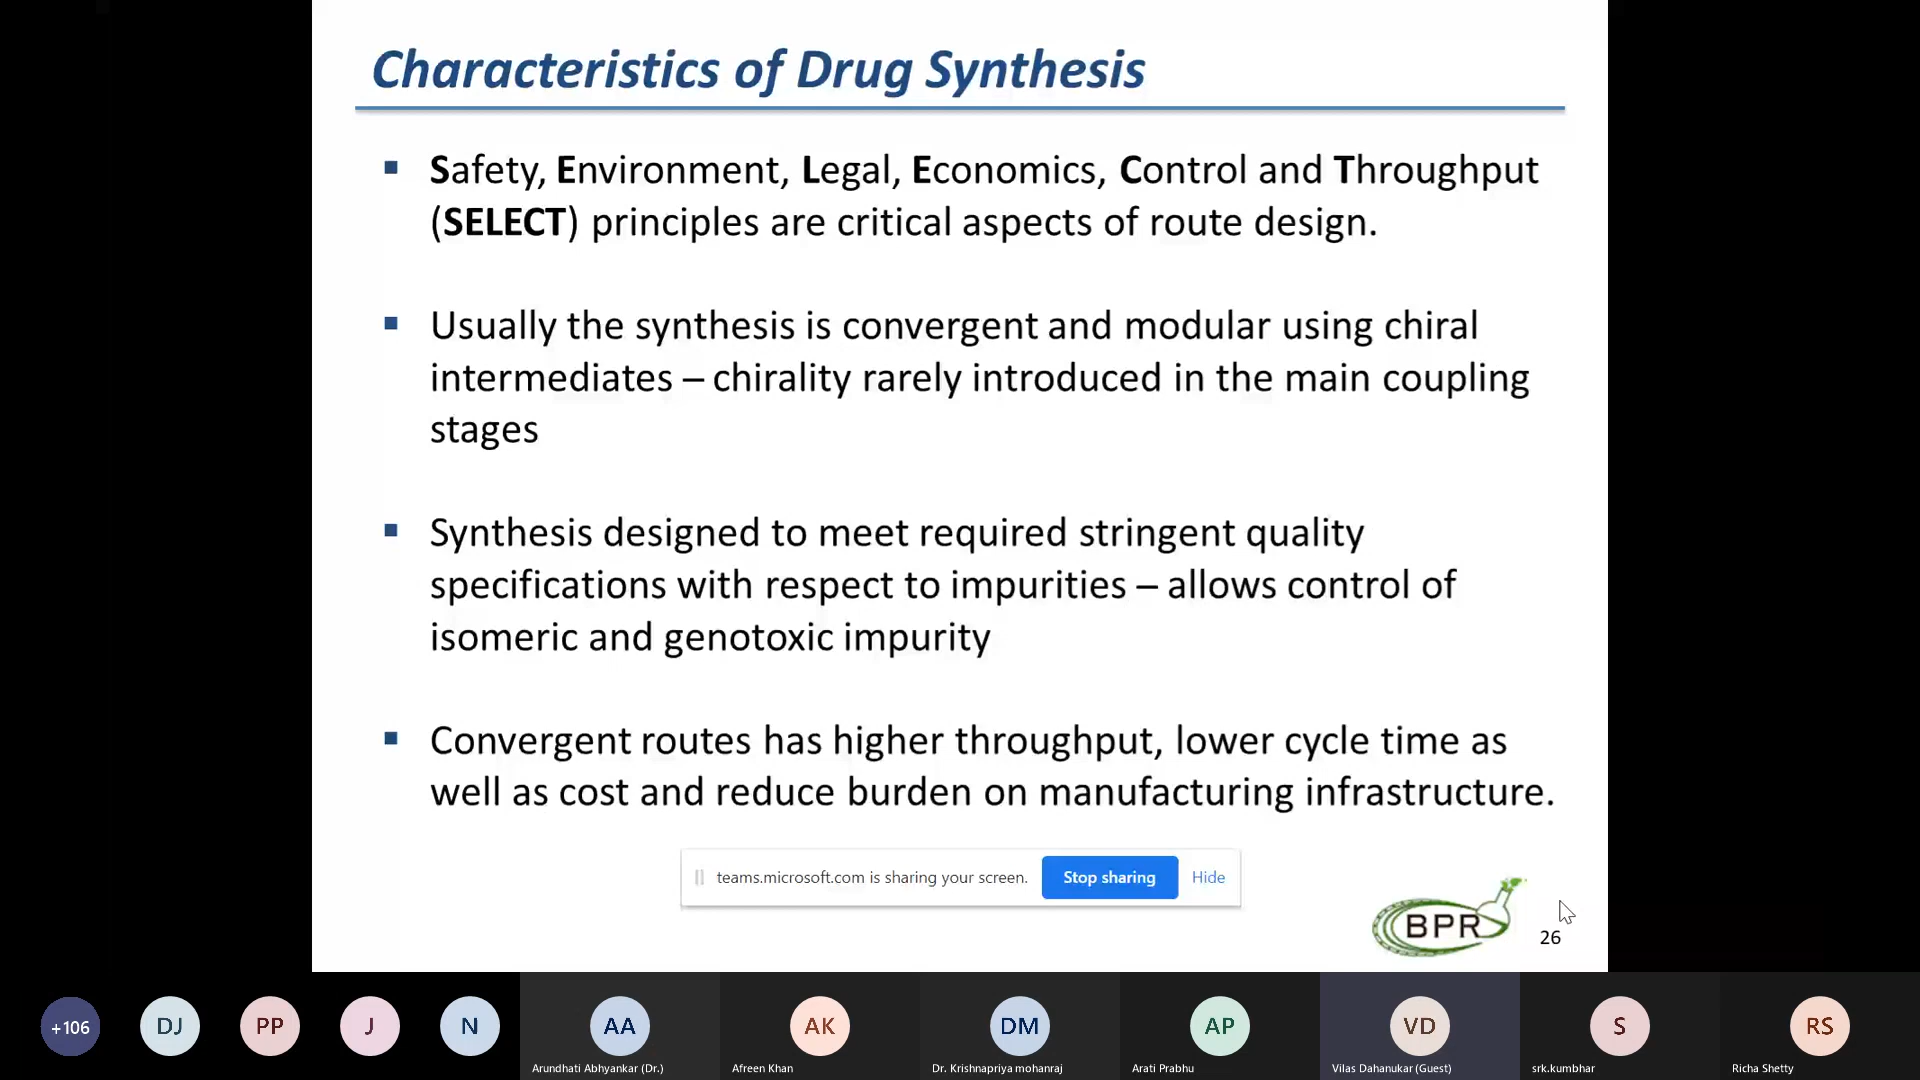 Characteristics of Drug Synthesis
Safety, Environment, Legal, Economics, Control and Throughput
(SELECT) principles are critical aspects of route design.
Usually the synthesis is convergent and modular using chiral
intermediates – chirality rarely introduced in the main coupling
stages
Synthesis designed to meet required stringent quality
specifications with respect to impurities – allows control of
isomeric and genotoxic impurity
Convergent routes has higher throughput, lower cycle time as
well as cost and reduce burden on manufacturing infrastructure.
teams.microsoft.com is sharing your screen. Stop sharing Hide
BPR
26
+106 DJ PP J N AA AK DM AP VD S RS
Arundhati Abhyankar (Dr.) Afreen Khan Dr. Krishnapriya mohanraj Arati Prabhu Vilas Dahanukar (Guest) srk.kumbhar Richa Shetty